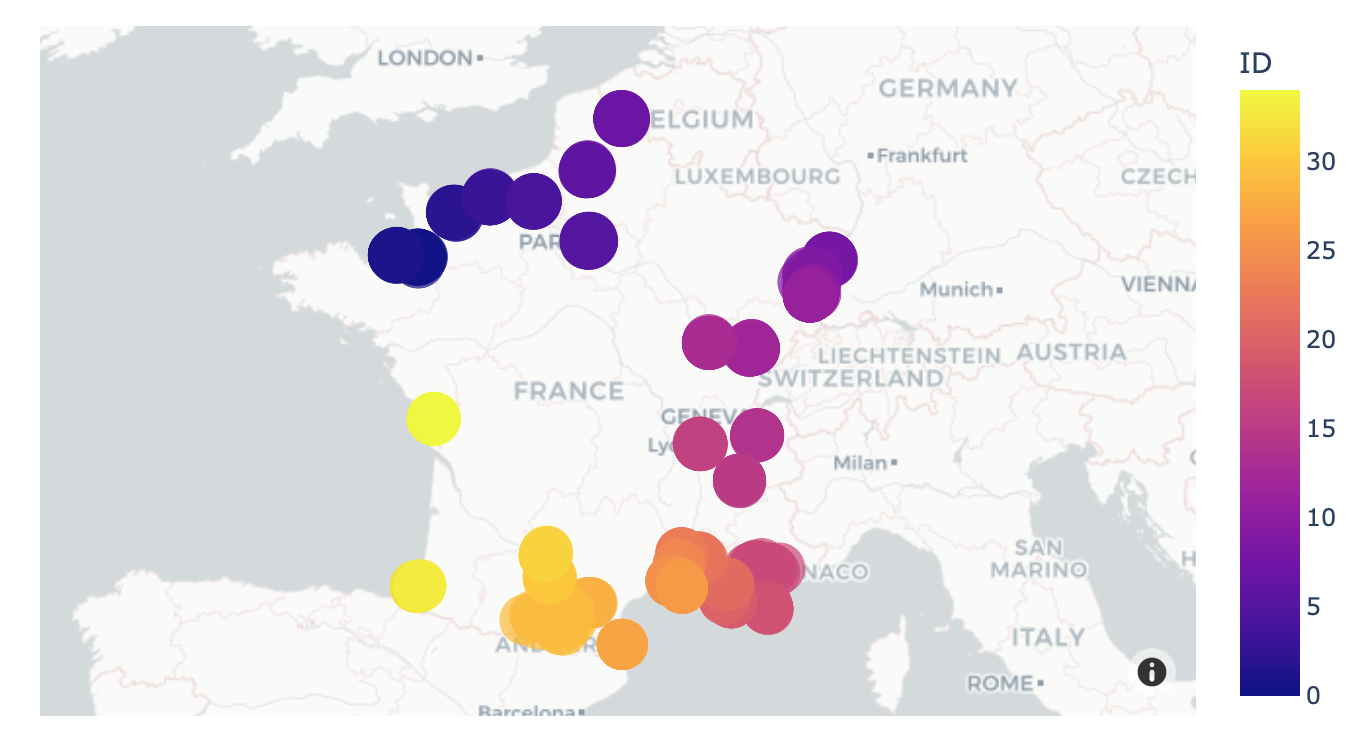 LONDON
GERMANY
ELGIUM
Frankfurt
LUXEMBOURG
CZECH
PAR
Munich
VIENNA
LIECHTENSTEIN
AUSTRIA
SWITZERLAND
FRANCE
GENEV
Ly
Milan
SAN
MARINO
NACO
ITALY
AND
R
ROME
Barcelona
H
ID
30
25
20
15
10
5
0